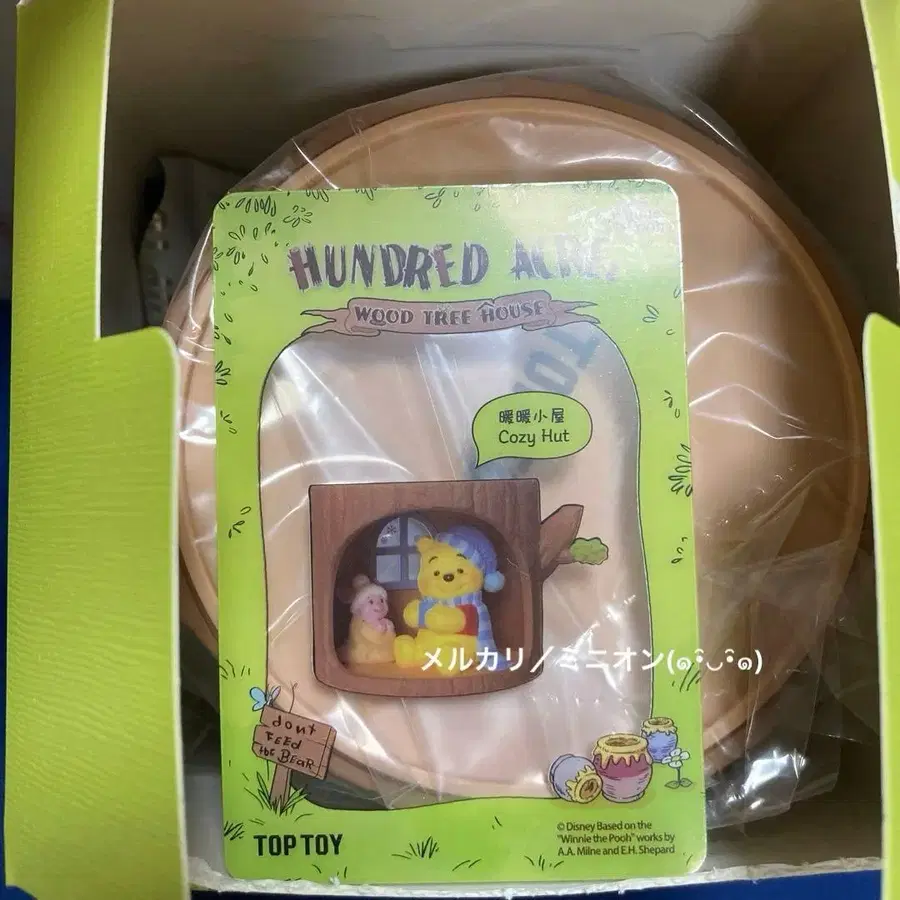 HUNDRED ACRE
WOOD TREE HOUSE
暖暖小屋
Cozy Hut
メルカリ／ミニオン(๑･̑◡･̑๑)
don't
FEED
the BEAR
TOP TOY
© Disney Based on the
"Winnie the Pooh" works by
A.A. Milne and E.H. Shepard